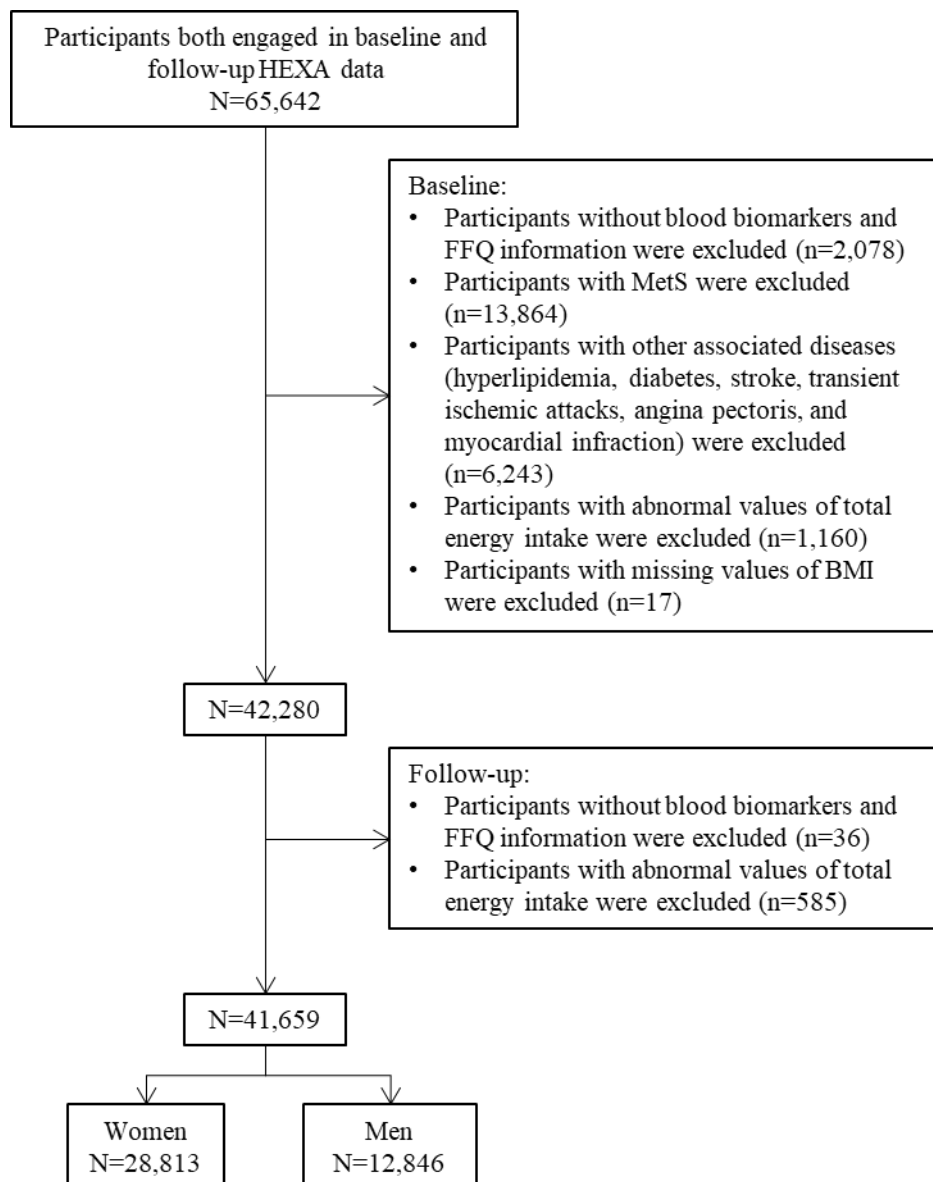 Participants both engaged in baseline and
follow-up HEXA data
N=65,642
Baseline:
• Participants without blood biomarkers and
FFQ information were excluded (n=2,078)
• Participants with MetS were excluded
(n=13,864)
• Participants with other associated diseases
(hyperlipidemia, diabetes, stroke, transient
ischemic attacks, angina pectoris, and
myocardial infraction) were excluded
(n=6,243)
• Participants with abnormal values of total
energy intake were excluded (n=1,160)
• Participants with missing values of BMI
were excluded (n=17)
N=42,280
Follow-up:
• Participants without blood biomarkers and
FFQ information were excluded (n=36)
• Participants with abnormal values of total
energy intake were excluded (n=585)
N=41,659
Women
N=28,813
Men
N=12,846